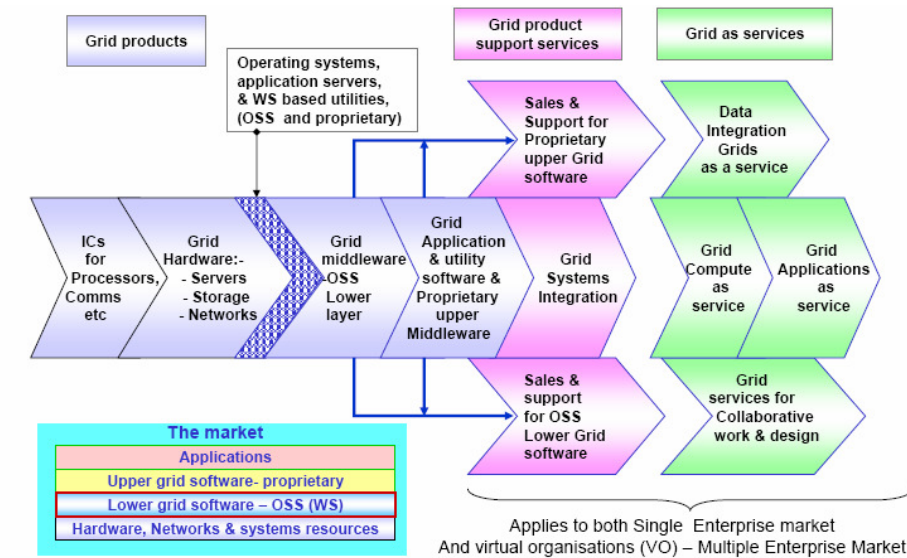 Grid products
Grid product
support services
Grid as services
Operating systems,
application servers,
& WS based utilities,
(OSS and proprietary)
Sales &
Support for
Proprietary
upper Grid
software
Data
Integration
Grids
as a service
ICs
for
Processors,
Comms
etc
Grid
Hardware:-
- Servers
- Storage
- Networks
Grid
middleware
-OSS
Lower
layer
Grid
Application
& utility
software &
Proprietary
upper
Middleware
Grid
Systems
Integration
Grid
Compute
as
service
Grid
Applications
as
service
Sales &
support
for OSS
Lower Grid
software
Grid
services for
Collaborative
work & design
The market
Applications
Upper grid software- proprietary
Lower grid software – OSS (WS)
Hardware, Networks & systems resources
Applies to both Single Enterprise market
And virtual organisations (VO) – Multiple Enterprise Market